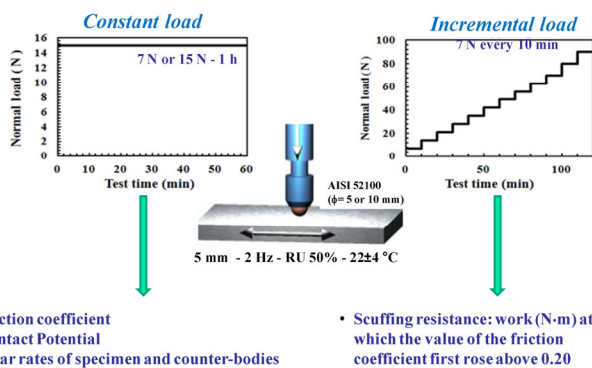 Constant load
Incremental load
16
14
12
10
8
6
4
2
0
Normal load (N)
7 N or 15 N - 1 h
0 10 20 30 40 50 60
Test time (min)
7 N every 10 min
100
80
60
40
20
0
Normal load (N)
0 50 100
Test time (min)
AISI 52100
(ϕ= 5 or 10 mm)
5 mm - 2 Hz - RU 50% - 22±4 °C
ction coefficient
ntact Potential
ar rates of specimen and counter-bodies
• Scuffing resistance: work (N·m) at
which the value of the friction
coefficient first rose above 0.20